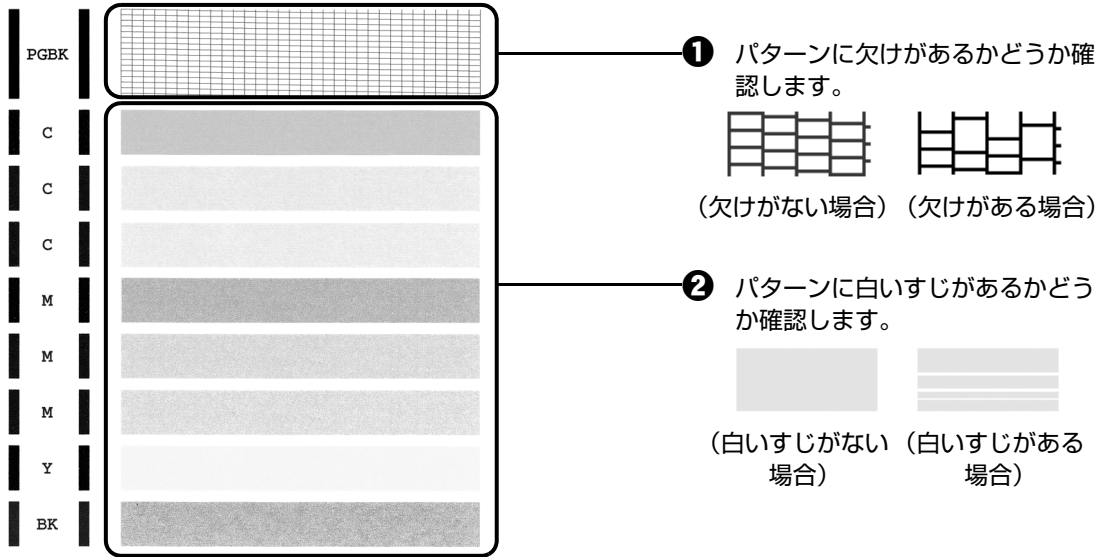 PGBK
C
C
C
M
M
M
Y
BK
❶ パターンに欠けがあるかどうか確
認します。
（欠けがない場合）（欠けがある場合）
❷ パターンに白いすじがあるかどう
か確認します。
（白いすじがない （白いすじがある
場合） 場合）